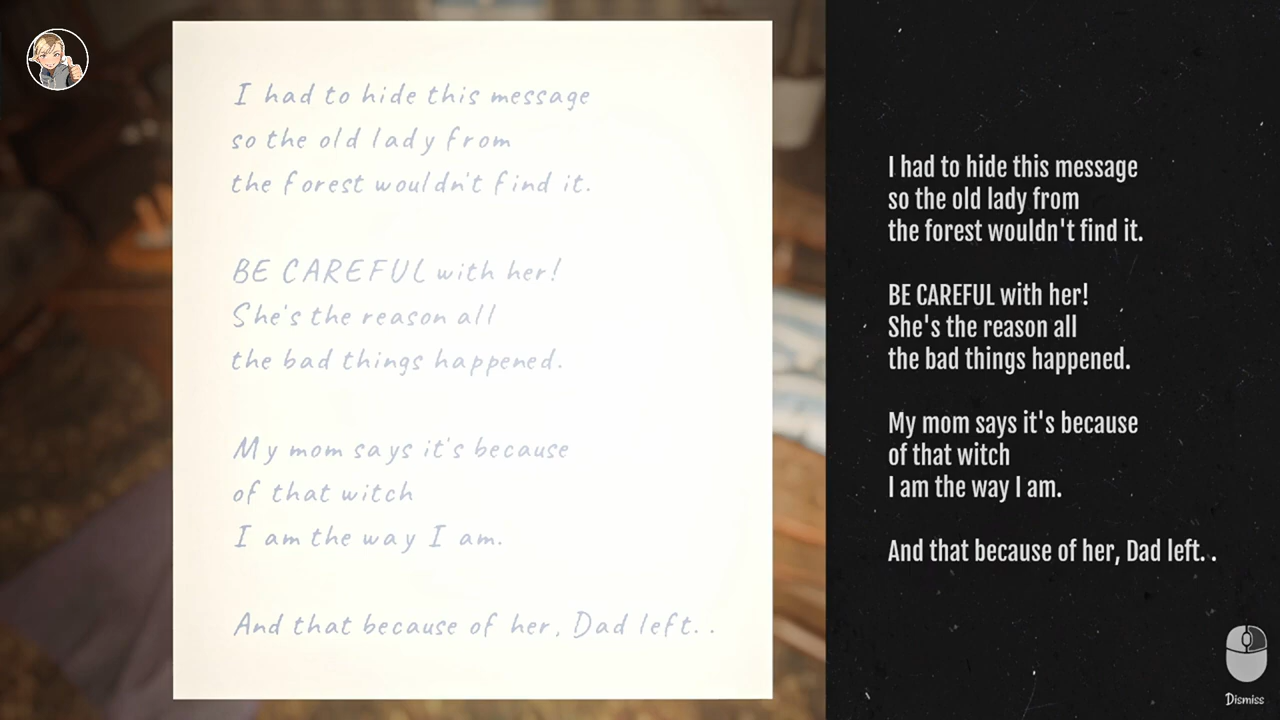 I had to hide this message
so the old lady from
the forest wouldn't find it.
BE CAREFUL with her!
She's the reason all
the bad things happened.
My mom says it's because
of that witch
I am the way I am.
And that because of her, Dad left. .
I had to hide this message
so the old lady from
the forest wouldn't find it.
BE CAREFUL with her!
She's the reason all
the bad things happened.
My mom says it's because
of that witch
I am the way I am.
And that because of her, Dad left. .
Dismiss